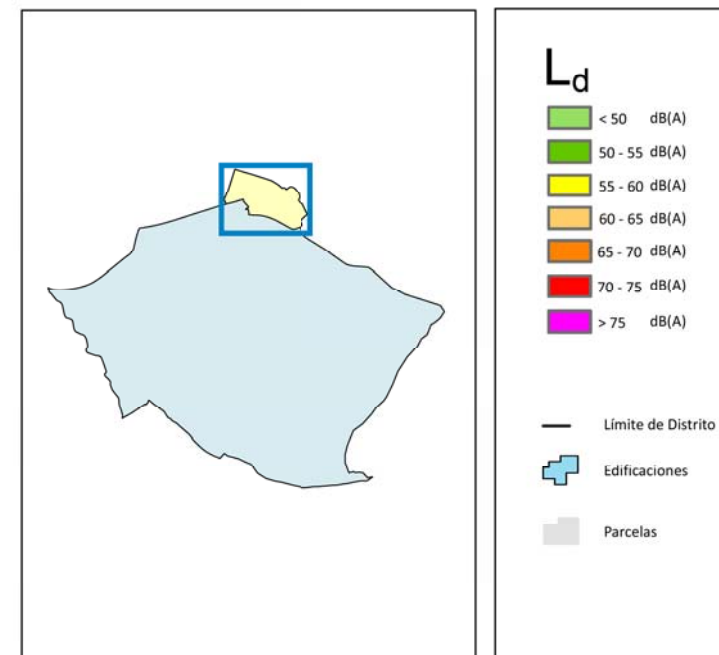 Ld
< 50 dB(A)
50 - 55 dB(A)
55 - 60 dB(A)
60 - 65 dB(A)
65 - 70 dB(A)
70 - 75 dB(A)
> 75 dB(A)
Límite de Distrito
Edificaciones
Parcelas